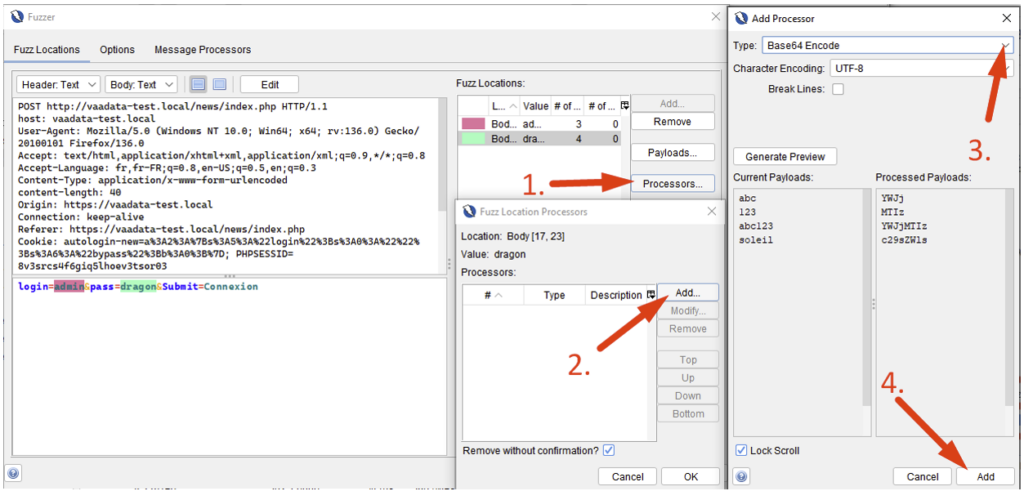 Fuzzer
Fuzz Locations Options Message Processors
Header: Text Body: Text Edit
POST http://vaadata-test.local/news/index.php HTTP/1.1
host: vaadata-test.local
User-Agent: Mozilla/5.0 (Windows NT 10.0; Win64; x64; rv:136.0) Gecko/
20100101 Firefox/136.0
Accept: text/html,application/xhtml+xml,application/xml;q=0.9,*/*;q=0.8
Accept-Language: fr,fr-FR;q=0.8,en-US;q=0.5,en;q=0.3
Content-Type: application/x-www-form-urlencoded
content-length: 40
Origin: https://vaadata-test.local
Connection: keep-alive
Referer: https://vaadata-test.local/news/index.php
Cookie: autologin-new=a%3A2%3A%7Bs%3A5%3A%22login%22%3Bs%3A0%3A%22%22%
3Bs%3A6%3A%22bypass%22%3Bb%3A0%3B%7D; PHPSESSID=
8v3srcs4f6giq5lhoev3tsor03
login=admin&pass=dragon&Submit=Connexion
Fuzz Locations:
L... Value # of ... # of ...
Bod... ad... 3 0
Bod... dra... 4 0
Add...
Remove
Payloads...
Processors...
1.
Fuzz Location Processors
Location: Body [17, 23]
Value: dragon
Processors:
# Type Description
Add...
Modify...
Remove
Top
Up
Down
Bottom
2.
Remove without confirmation?
Cancel OK
Add Processor
Type: Base64 Encode
Character Encoding: UTF-8
Break Lines:
3.
Generate Preview
Current Payloads: Processed Payloads:
abc YWJj
123 MTIz
abc123 YWJjMTIz
soleil c29sZWls
4.
Lock Scroll
Cancel Add